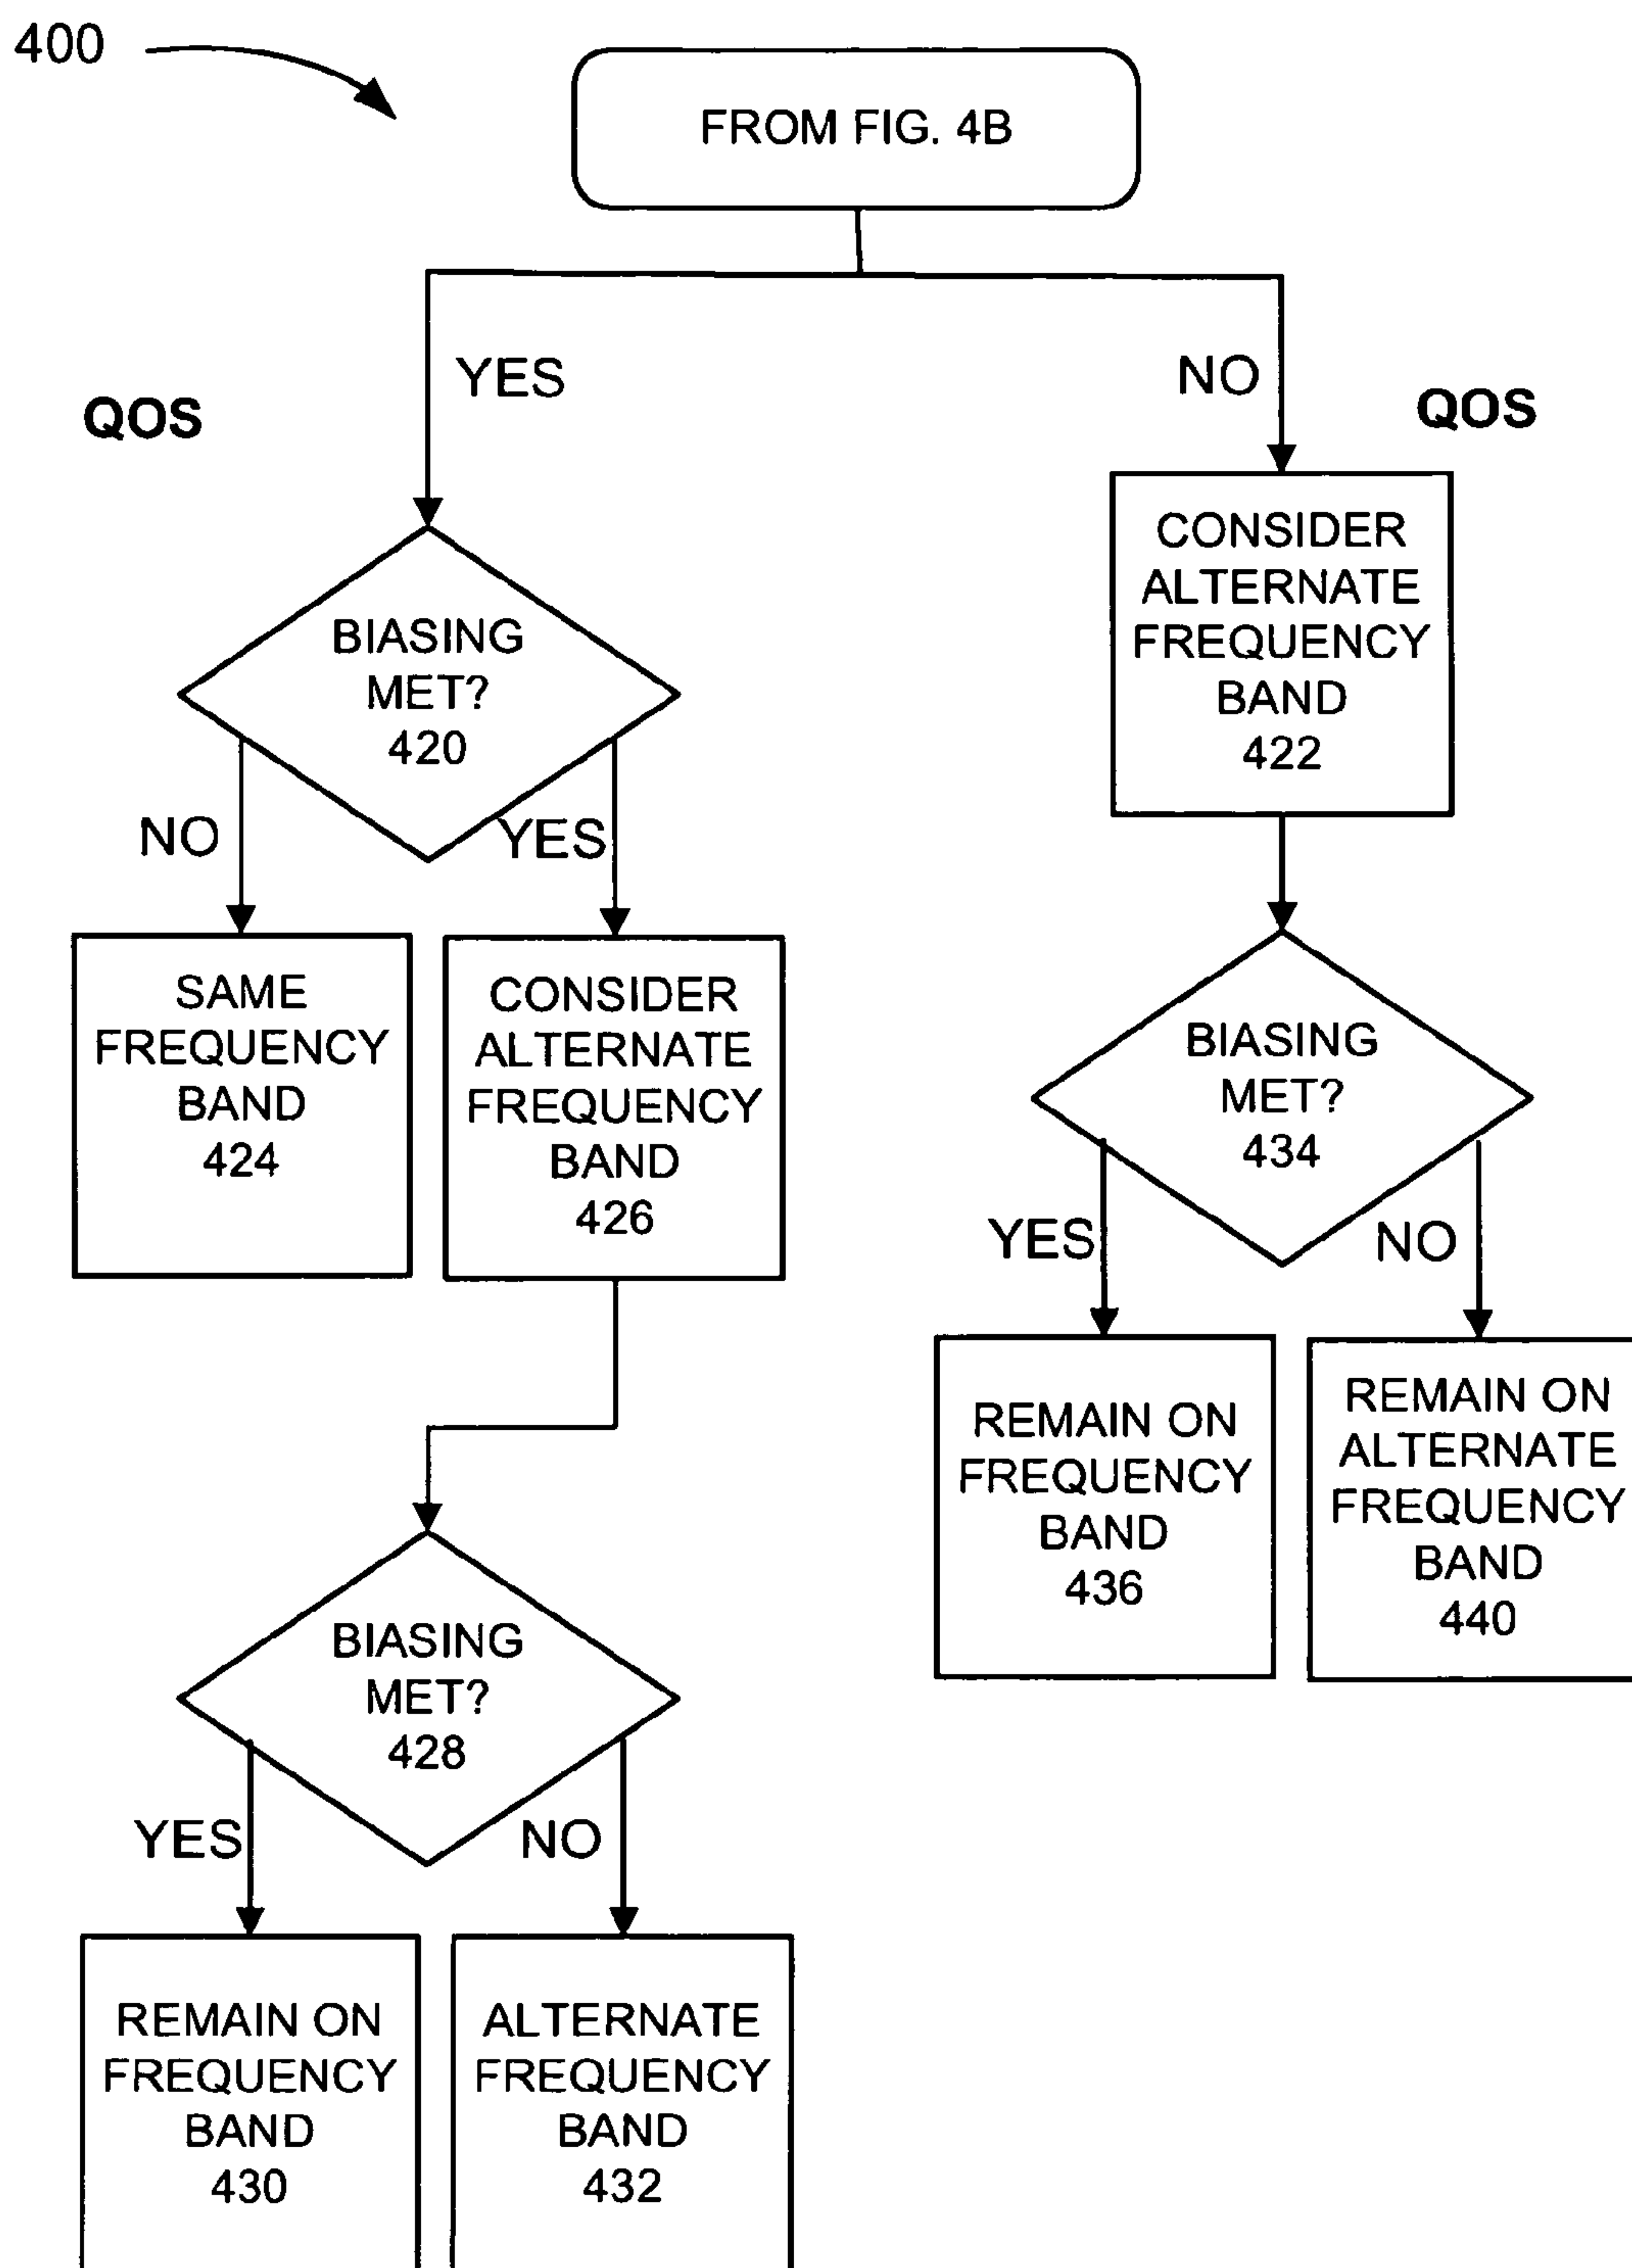 400
FROM FIG. 4B
YES
NO
QOS
QOS
BIASING
MET?
420
NO
YES
SAME
FREQUENCY
BAND
424
CONSIDER
ALTERNATE
FREQUENCY
BAND
426
BIASING
MET?
428
YES
NO
REMAIN ON
FREQUENCY
BAND
430
ALTERNATE
FREQUENCY
BAND
432
CONSIDER
ALTERNATE
FREQUENCY
BAND
422
BIASING
MET?
434
YES
NO
REMAIN ON
FREQUENCY
BAND
436
REMAIN ON
ALTERNATE
FREQUENCY
BAND
440